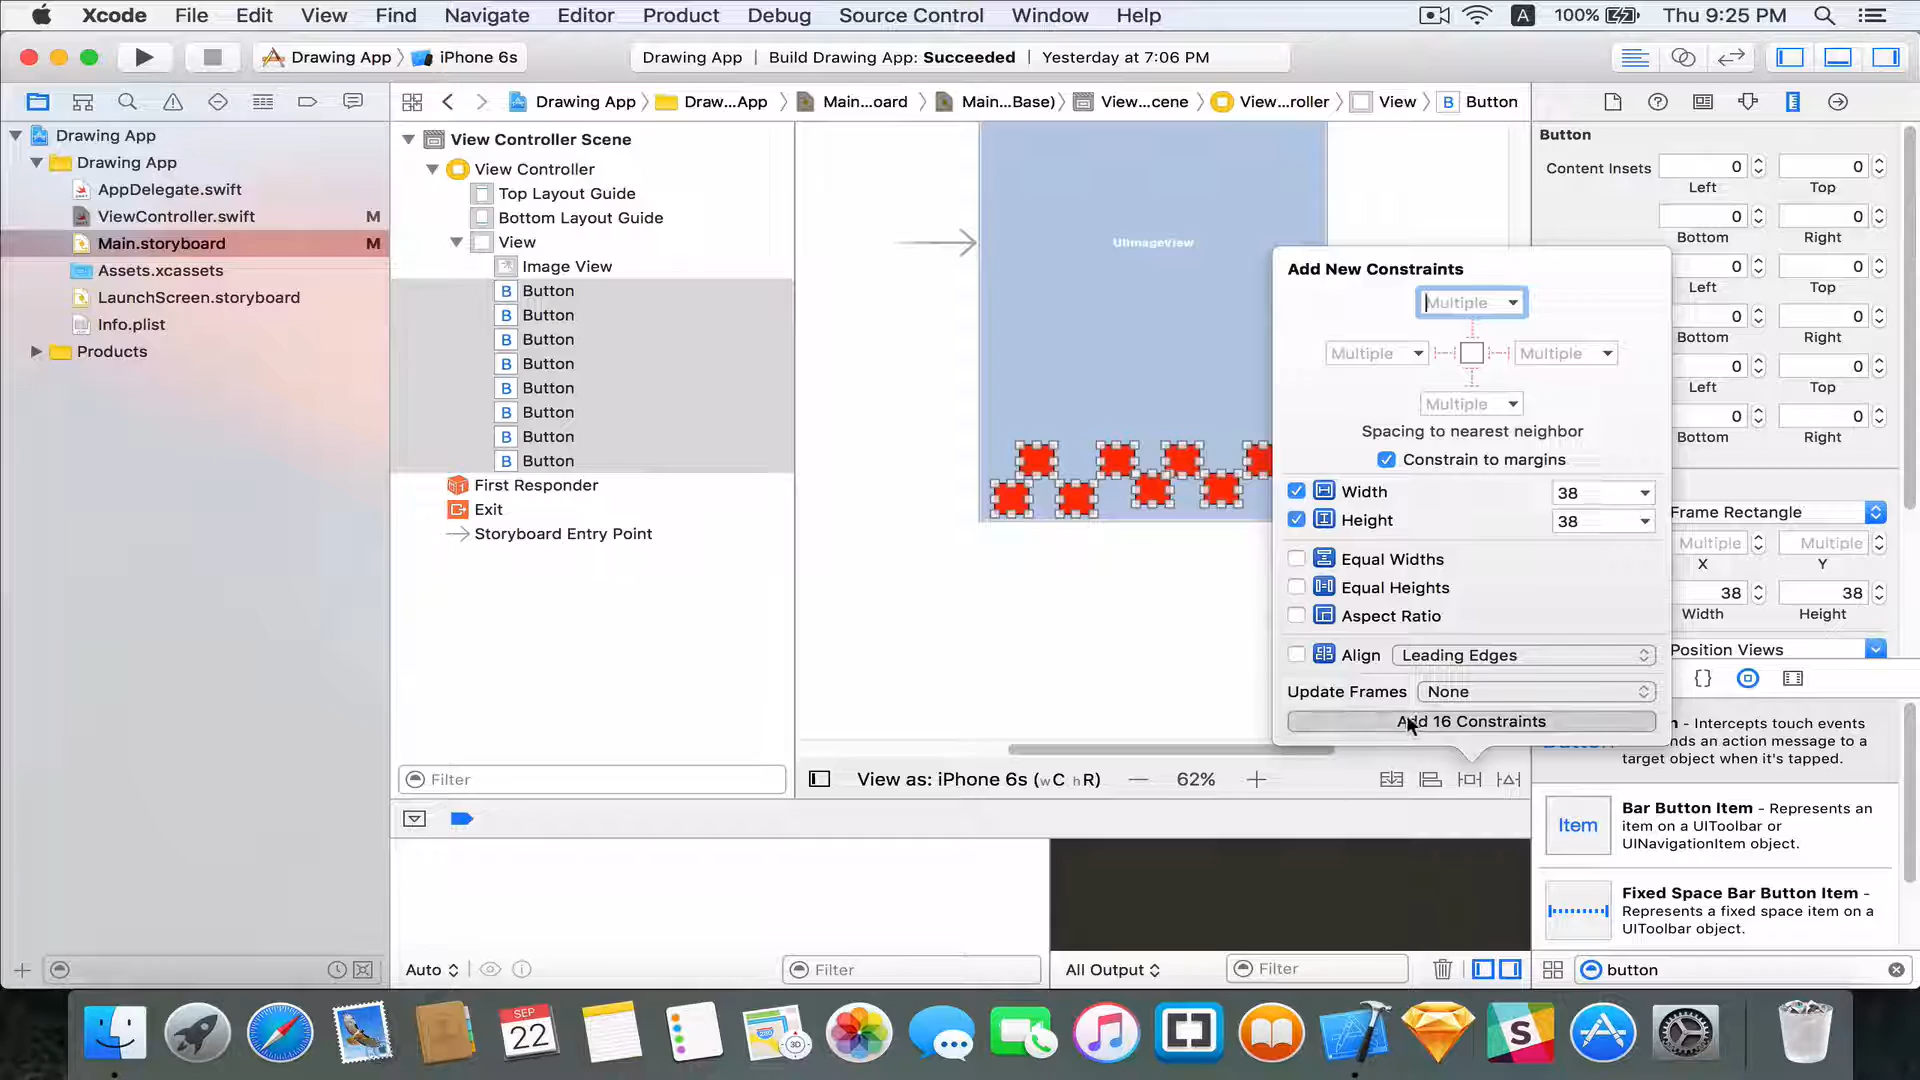 Xcode File Edit View Find Navigate Editor Product Debug Source Control Window Help A 100% Thu 9:25 PM
Drawing App iPhone 6s Drawing App | Build Drawing App: Succeeded | Yesterday at 7:06 PM
Drawing App Draw...App Main...oard Main...Base) View...cene View...roller View B Button
Drawing App
Drawing App
AppDelegate.swift
ViewController.swift M
Main.storyboard M
Assets.xcassets
LaunchScreen.storyboard
Info.plist
Products
View Controller Scene
View Controller
Top Layout Guide
Bottom Layout Guide
View
Image View
B Button
B Button
B Button
B Button
B Button
B Button
B Button
B Button
First Responder
Exit
Storyboard Entry Point
Filter
UIImageView
View as: iPhone 6s (wC hR) 62%
Add New Constraints
Multiple
Multiple Multiple
Multiple
Spacing to nearest neighbor
Constrain to margins
Width 38
Height 38
Equal Widths
Equal Heights
Aspect Ratio
Align Leading Edges
Update Frames None
Add 16 Constraints
Button
Content Insets 0 0
Left Top
0 0
Bottom Right
0 0
Left Top
0 0
Bottom Right
0 0
Left Top
0 0
Bottom Right
Frame Rectangle
Multiple Multiple
X Y
38 38
Width Height
Position Views
{}
- Intercepts touch events
nds an action message to a
target object when it's tapped.
Item
Bar Button Item - Represents an
item on a UIToolbar or
UINavigationItem object.
Fixed Space Bar Button Item -
Represents a fixed space item on a
UIToolbar object.
Auto Filter All Output Filter button
SEP
22
30
S